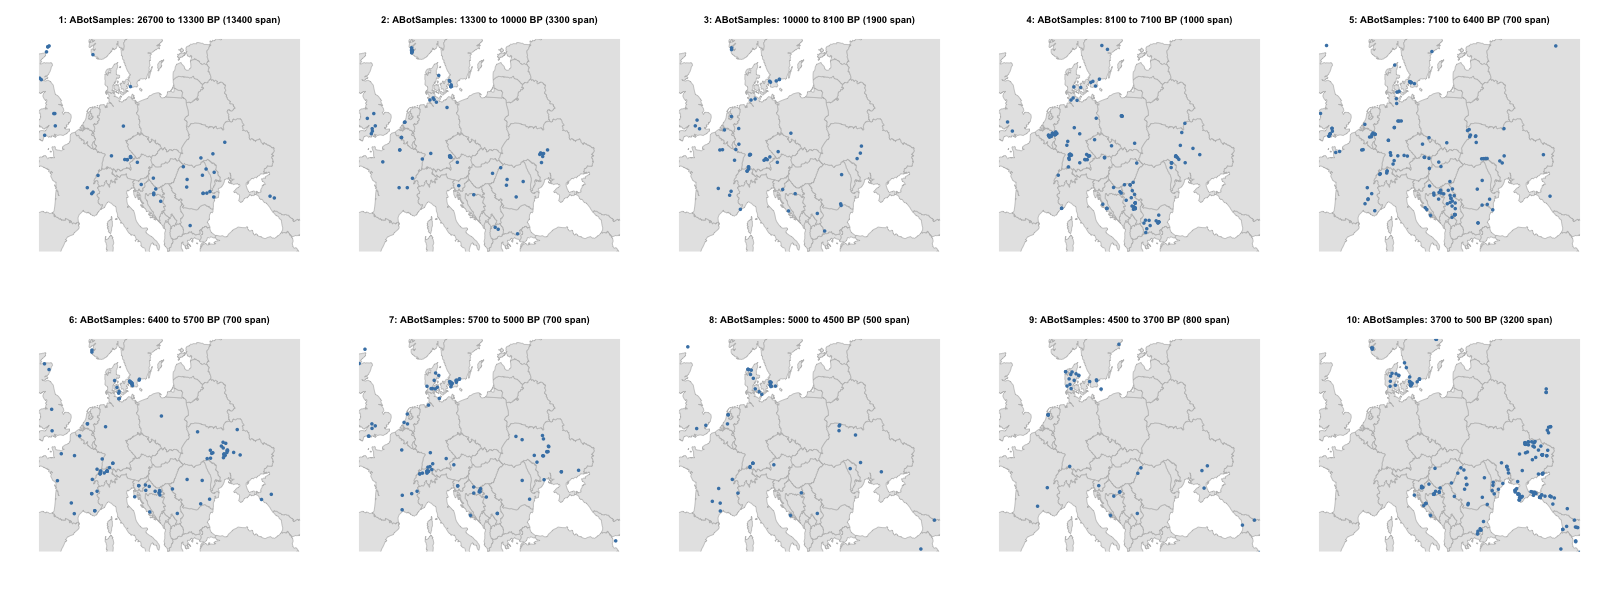 1: ABotSamples: 26700 to 13300 BP (13400 span)
2: ABotSamples: 13300 to 10000 BP (3300 span)
3: ABotSamples: 10000 to 8100 BP (1900 span)
4: ABotSamples: 8100 to 7100 BP (1000 span)
5: ABotSamples: 7100 to 6400 BP (700 span)
6: ABotSamples: 6400 to 5700 BP (700 span)
7: ABotSamples: 5700 to 5000 BP (700 span)
8: ABotSamples: 5000 to 4500 BP (500 span)
9: ABotSamples: 4500 to 3700 BP (800 span)
10: ABotSamples: 3700 to 500 BP (3200 span)